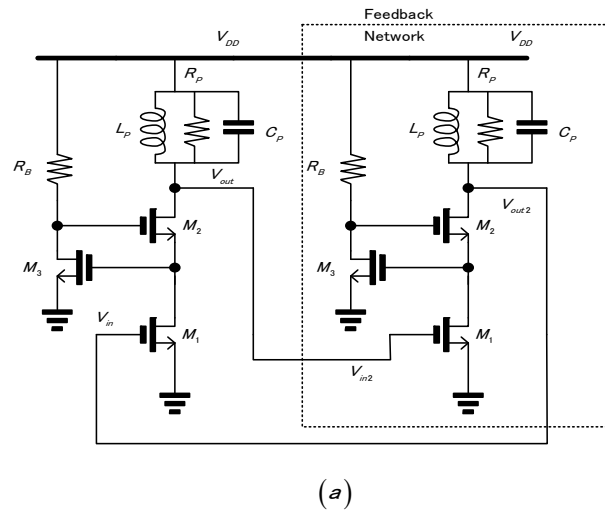 Feedback
Network
V_DD
V_DD
R_P
R_P
L_P
C_P
L_P
C_P
R_B
R_B
V_out
V_out2
M_2
M_2
M_3
M_3
V_in
M_1
M_1
V_in2
(a)